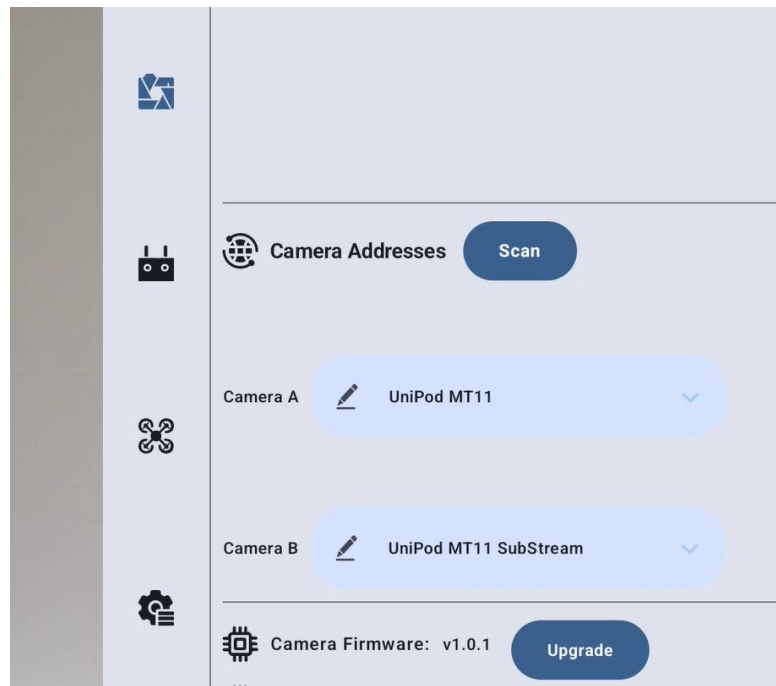 Camera Addresses Scan
Camera A UniPod MT11
Camera B UniPod MT11 SubStream
Camera Firmware: v1.0.1 Upgrade